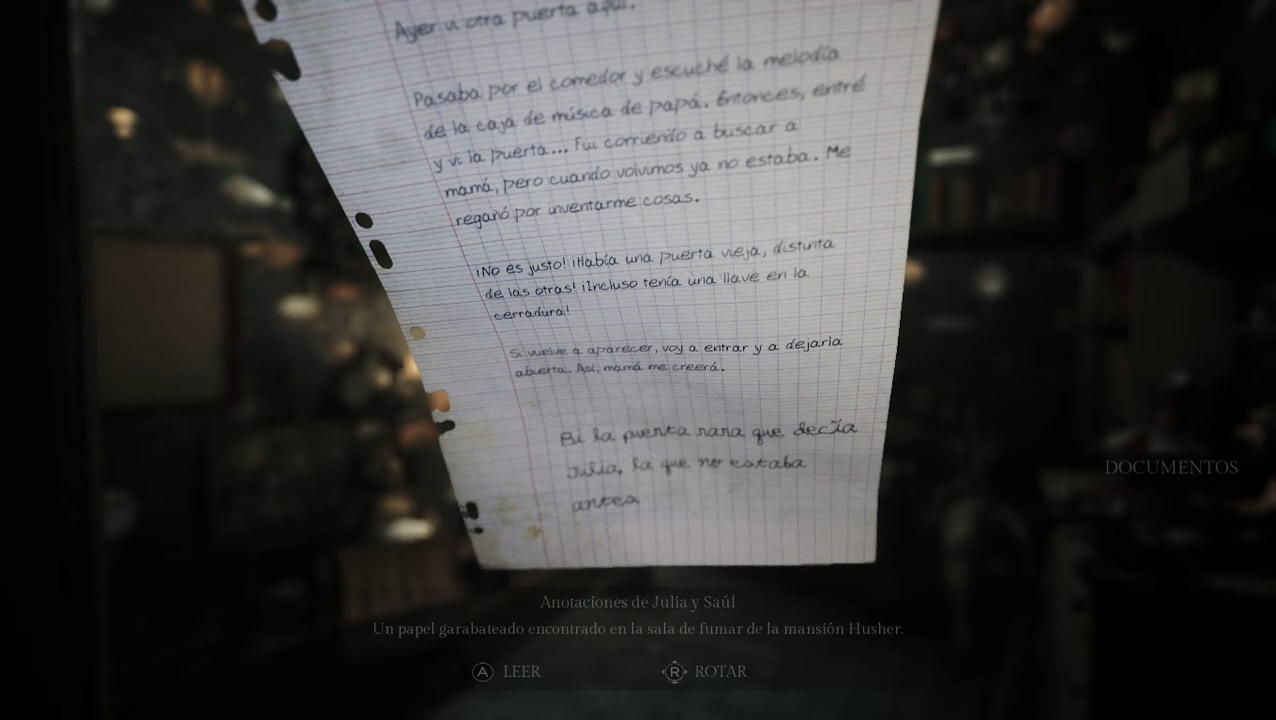 Ayer vi otra puerta aquí.
Pasaba por el comedor y escuché la melodía
de la caja de música de papá. Entonces, entré
y vi la puerta... Fui corriendo a buscar a
mamá, pero cuando volvimos ya no estaba. Me
regañó por inventarme cosas.
¡No es justo! ¡Había una puerta vieja, distinta
de las otras! ¡Incluso tenía una llave en la
cerradura!
Si vuelve a aparecer, voy a entrar y a dejarla
abierta. Así, mamá me creerá.
Bi la puerta rara que decía
Julia, la que no estaba
antes
DOCUMENTOS
Anotaciones de Julia y Saúl
Un papel garabateado encontrado en la sala de fumar de la mansión Husher.
A LEER R ROTAR